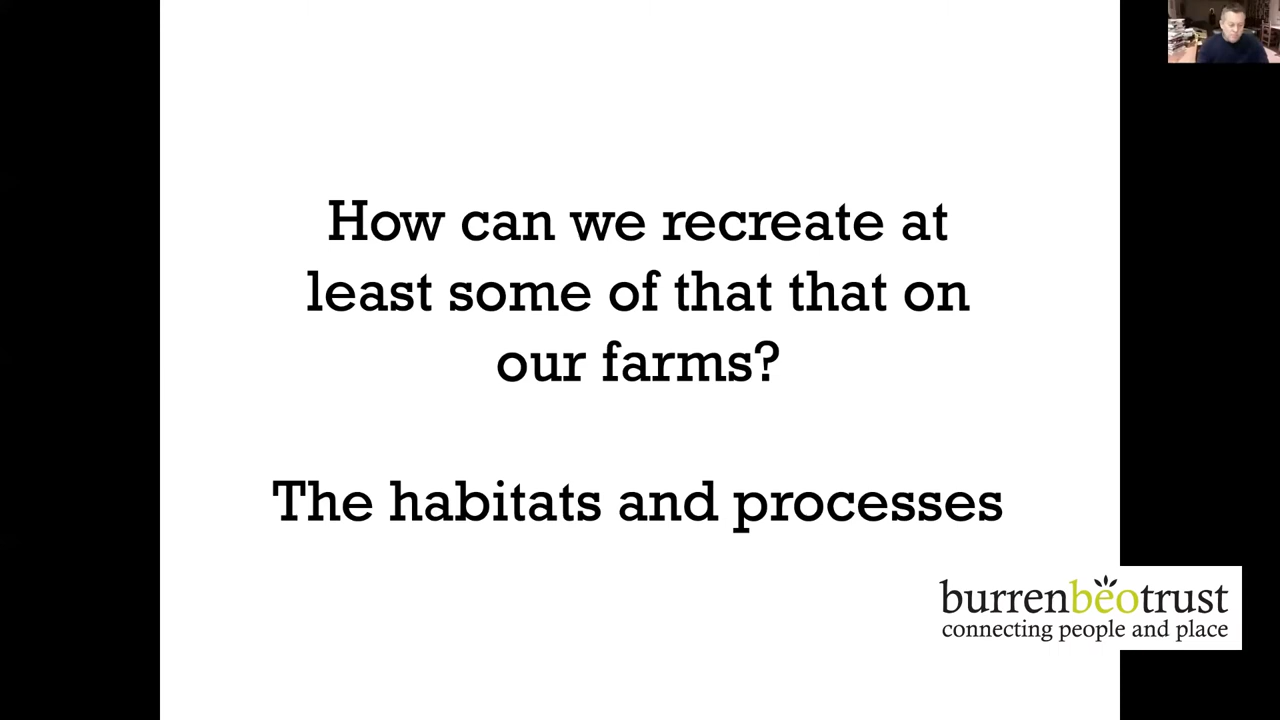 How can we recreate at
least some of that that on
our farms?
The habitats and processes
burrenbeotrust
connecting people and place